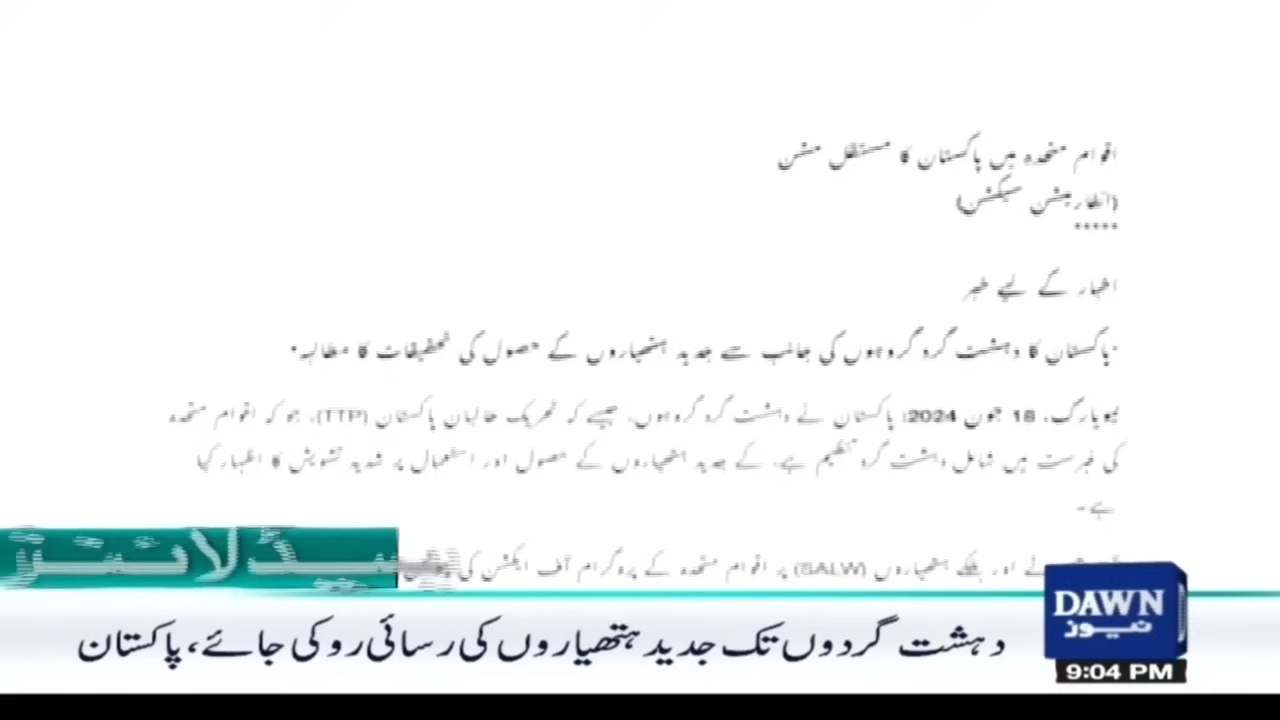 اقوام متحدہ میں پاکستان کا مستقل مشن
(انفارمیشن سیکشن)
*****
اخبار کے لیے خبر
*پاکستان کا دہشت گرد گروہوں کی جانب سے جدید ہتھیاروں کے حصول کی تحقیقات کا مطالبہ*
نیویارک، 18 جون 2024: پاکستان نے دہشت گرد گروہوں، جیسے کہ تحریک طالبان پاکستان (TTP)، جو کہ اقوام متحدہ
کی فہرست میں شامل دہشت گرد تنظیم ہے، کے جدید ہتھیاروں کے حصول اور استعمال پر شدید تشویش کا اظہار کیا
ہے۔
نے اور ہلکے ہتھیاروں (SALW) پر اقوام متحدہ کے پروگرام آف ایکشن کی
ہیڈلائنز
دہشت گردوں تک جدید ہتھیاروں کی رسائی روکی جائے، پاکستان
DAWN
نیوز
9:04 PM